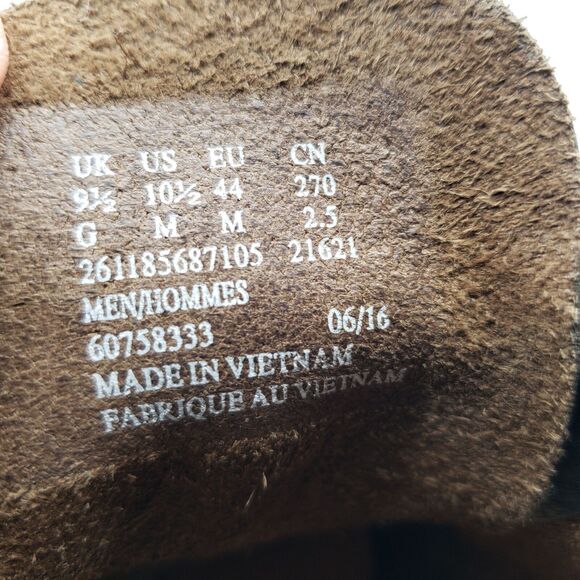 UK US EU CN
9½ 10½ 44 270
G M M 2.5
261185687105 21621
MEN/HOMMES
60758333 06/16
MADE IN VIETNAM
FABRIQUE AU VIETNAM